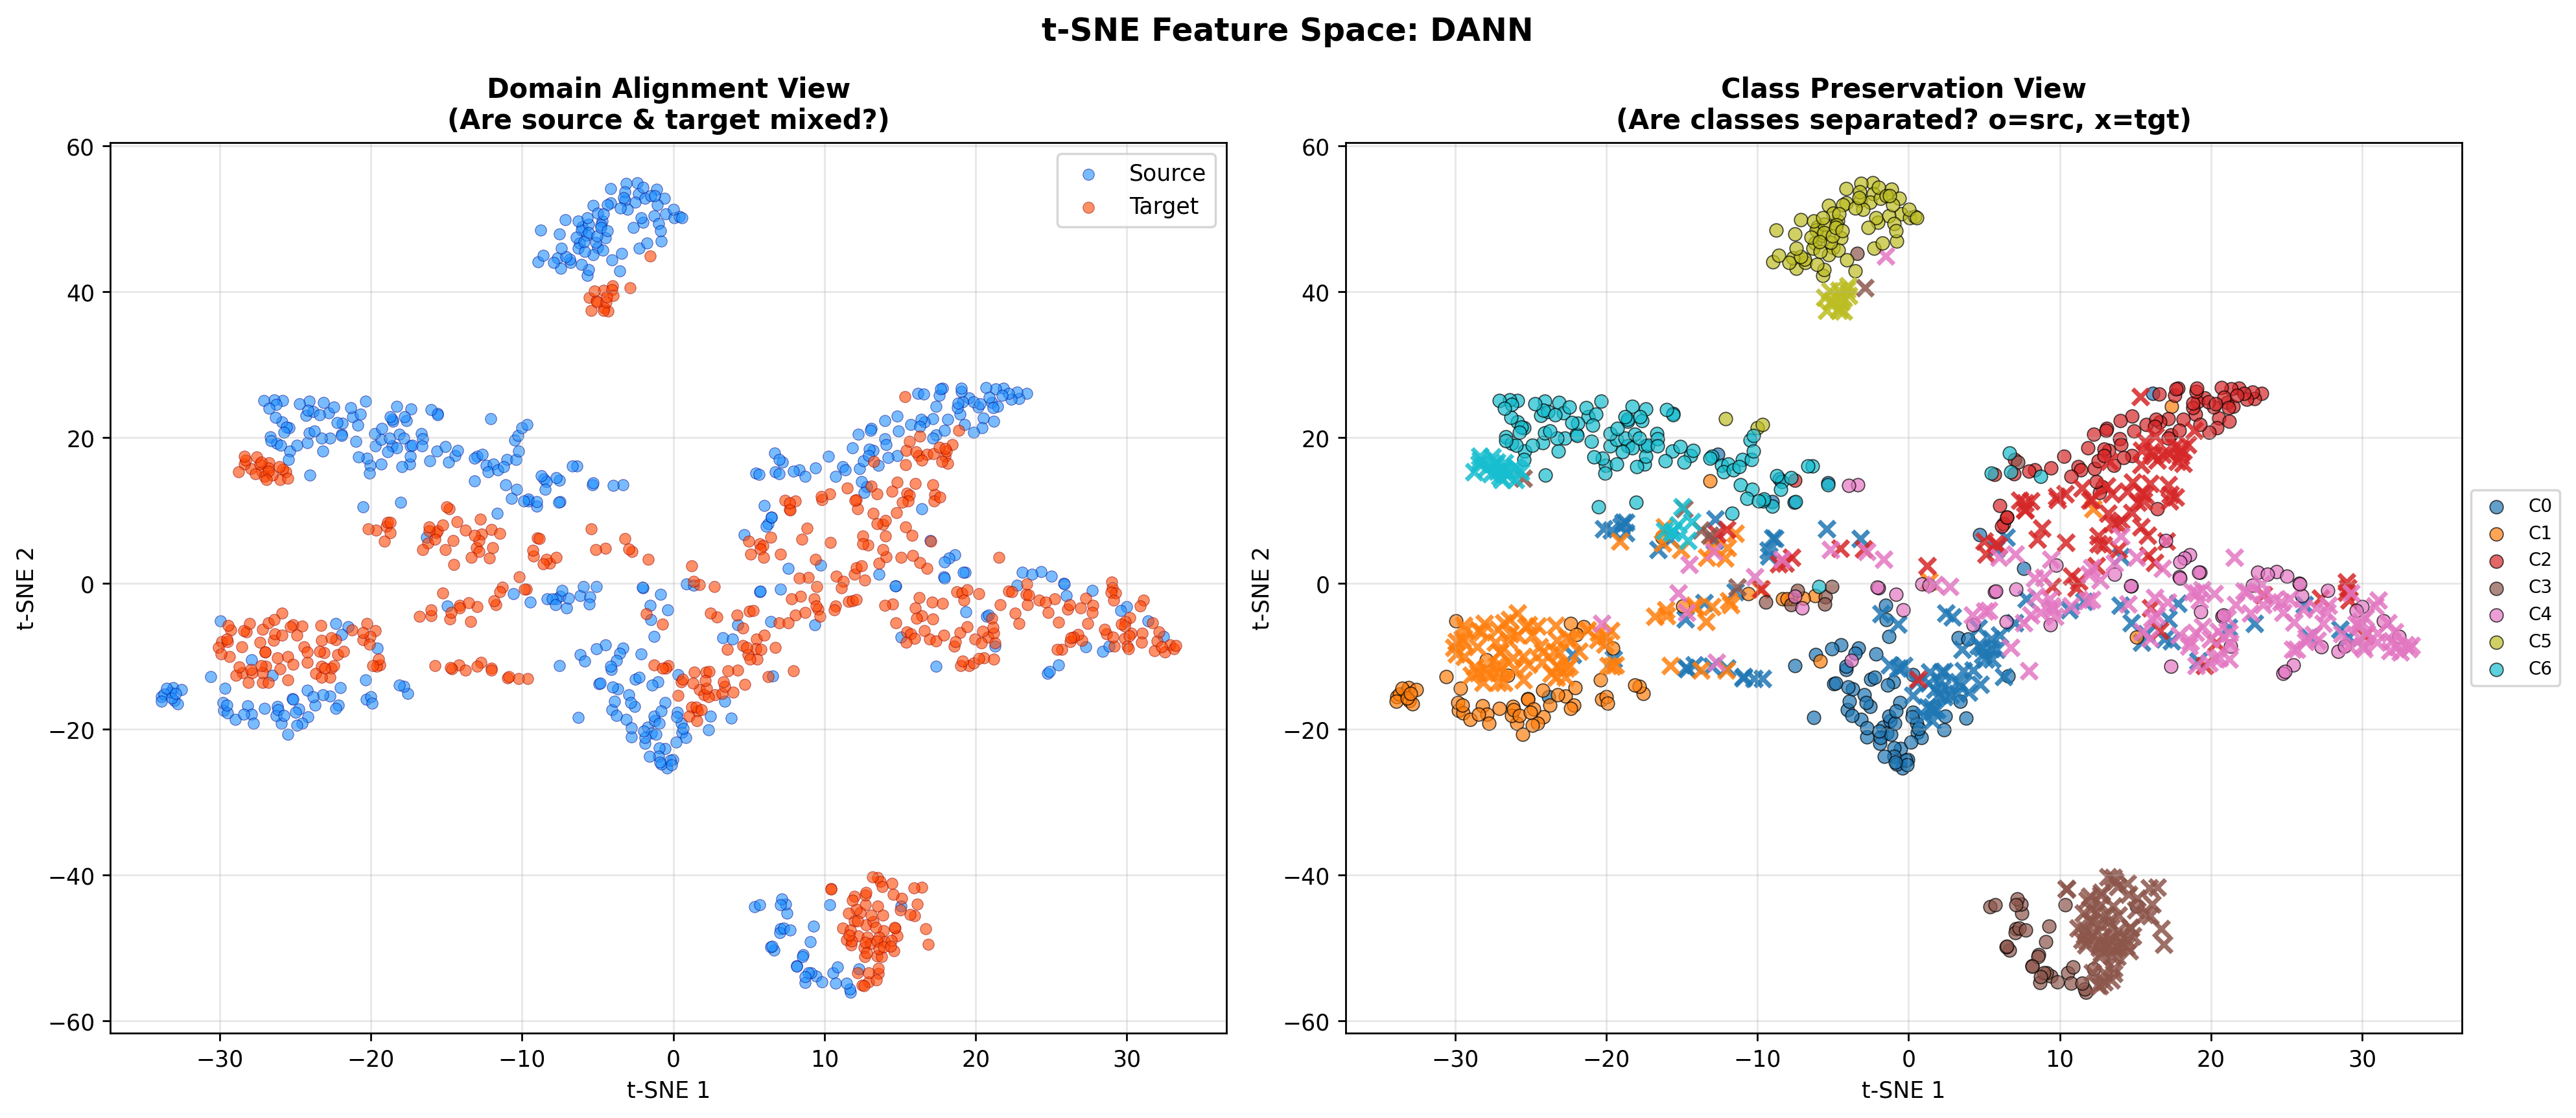 t-SNE Feature Space: DANN
Domain Alignment View
(Are source & target mixed?)
60
40
20
0
−20
−40
−60
t-SNE 2
−30
−20
−10
0
10
20
30
t-SNE 1
Source
Target
Class Preservation View
(Are classes separated? o=src, x=tgt)
60
40
20
0
−20
−40
−60
t-SNE 2
−30
−20
−10
0
10
20
30
t-SNE 1
C0
C1
C2
C3
C4
C5
C6